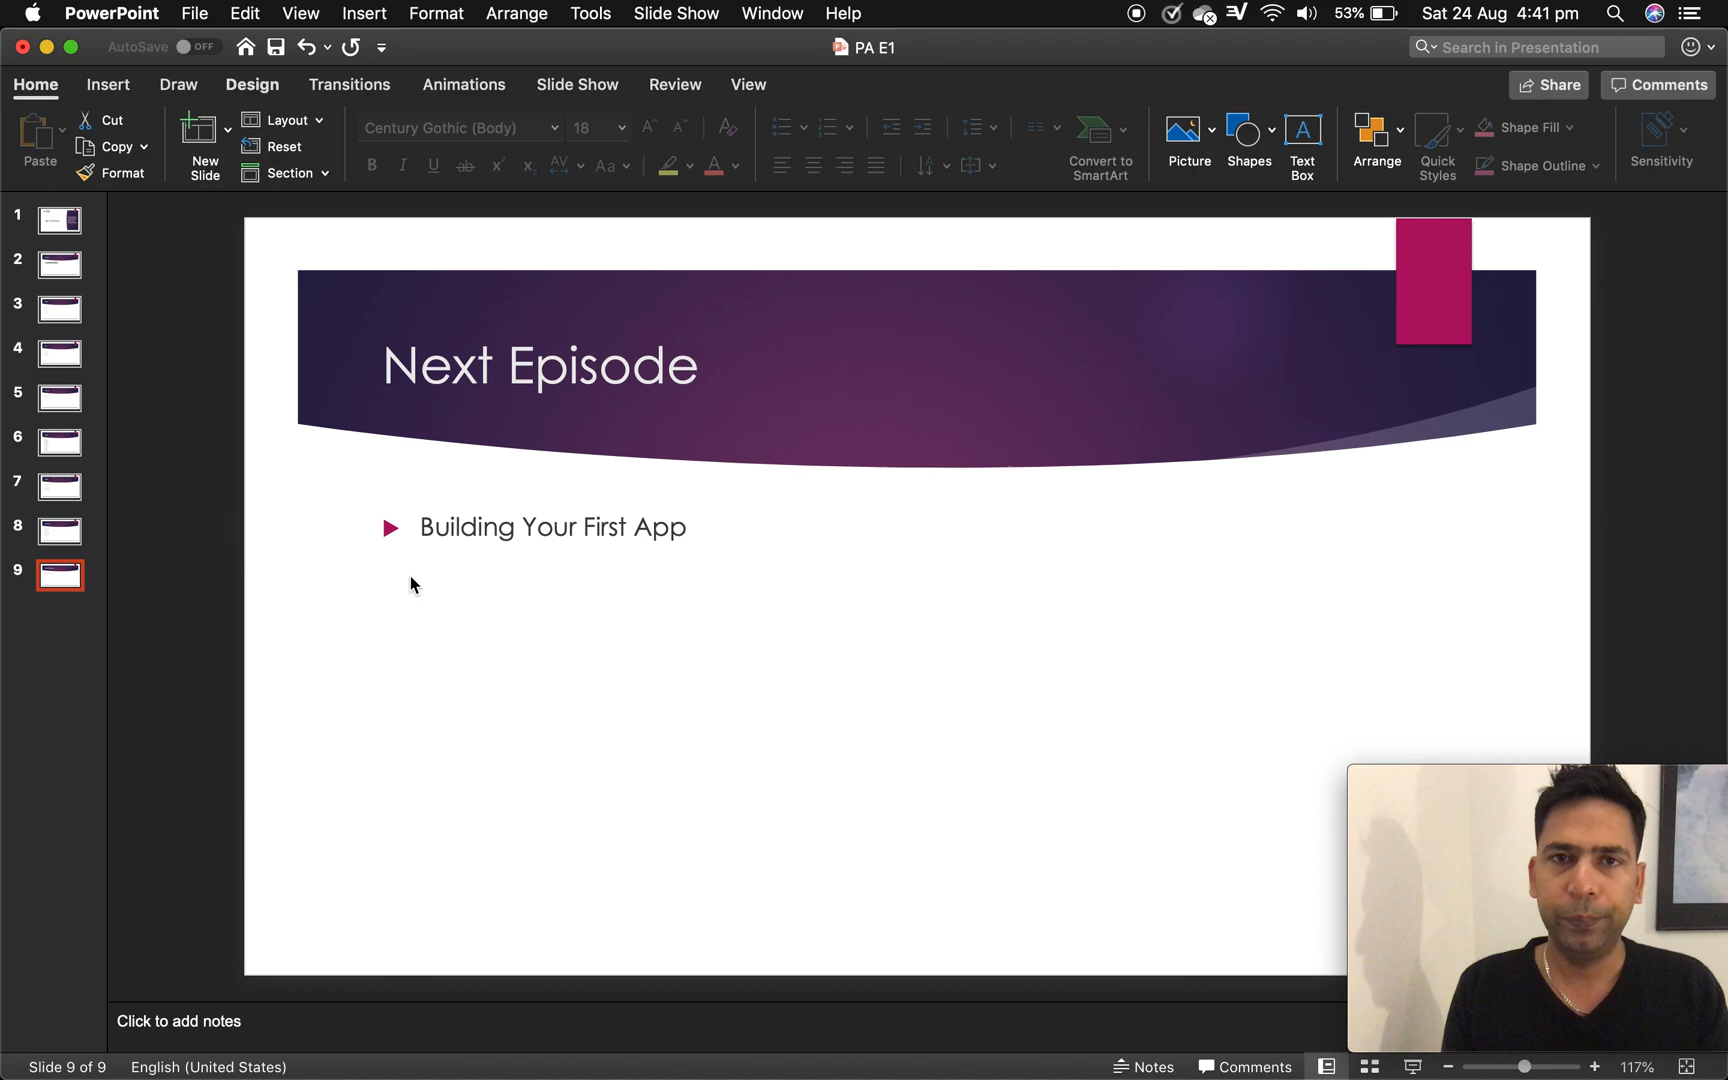 PowerPoint File Edit View Insert Format Arrange Tools Slide Show Window Help 53% Sat 24 Aug 4:41 pm
AutoSave OFF PA E1 Search in Presentation
Home Insert Draw Design Transitions Animations Slide Show Review View Share Comments
Paste Cut Copy Format
New Slide Layout Reset Section
Century Gothic (Body) 18
B I U ab X² X₂ AV Aa A
Convert to SmartArt
Picture Shapes Text Box
Arrange Quick Styles Shape Fill Shape Outline
Sensitivity
1
2
3
4
5
6
7
8
9
Next Episode
Building Your First App
Click to add notes
Slide 9 of 9 English (United States) Notes Comments 117%